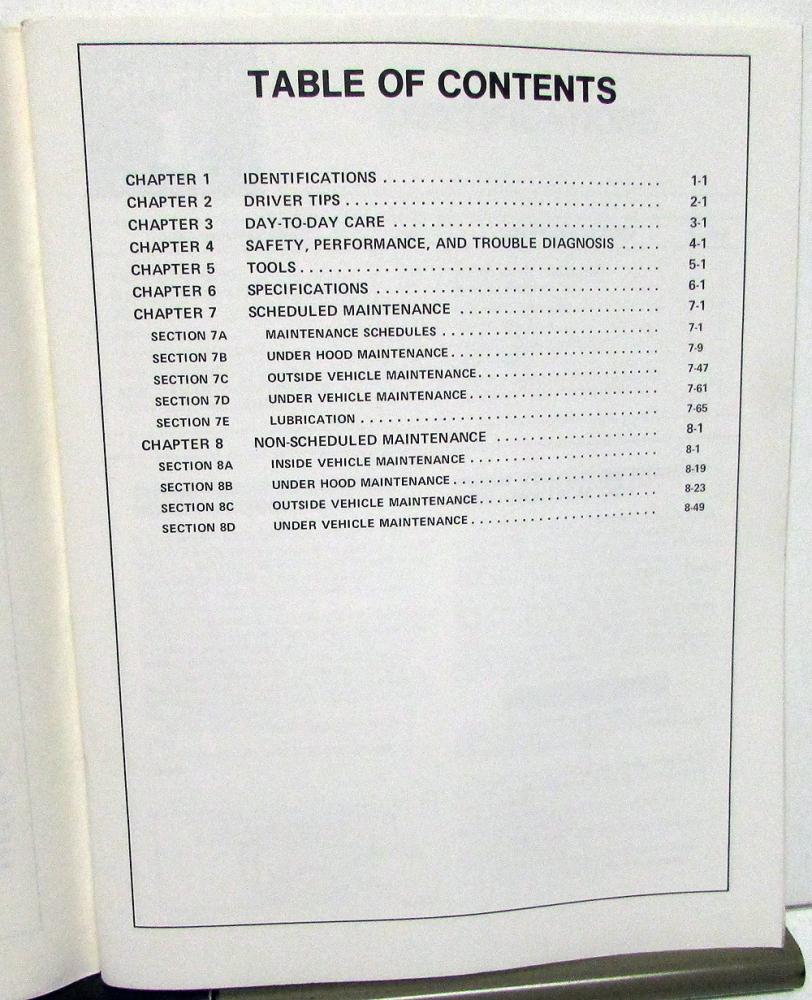 TABLE OF CONTENTS
CHAPTER 1 IDENTIFICATIONS . . . . . . . . . . . . . . . . . . . . . . . . . . . . . . 1-1
CHAPTER 2 DRIVER TIPS . . . . . . . . . . . . . . . . . . . . . . . . . . . . . . . . . . 2-1
CHAPTER 3 DAY-TO-DAY CARE . . . . . . . . . . . . . . . . . . . . . . . . . . . . . 3-1
CHAPTER 4 SAFETY, PERFORMANCE, AND TROUBLE DIAGNOSIS . . . . . 4-1
CHAPTER 5 TOOLS . . . . . . . . . . . . . . . . . . . . . . . . . . . . . . . . . . . . . . . 5-1
CHAPTER 6 SPECIFICATIONS . . . . . . . . . . . . . . . . . . . . . . . . . . . . . . . 6-1
CHAPTER 7 SCHEDULED MAINTENANCE . . . . . . . . . . . . . . . . . . . . . . 7-1
SECTION 7A MAINTENANCE SCHEDULES . . . . . . . . . . . . . . . . . . . . . . . . 7-1
SECTION 7B UNDER HOOD MAINTENANCE . . . . . . . . . . . . . . . . . . . . . . . 7-9
SECTION 7C OUTSIDE VEHICLE MAINTENANCE . . . . . . . . . . . . . . . . . . . . 7-47
SECTION 7D UNDER VEHICLE MAINTENANCE . . . . . . . . . . . . . . . . . . . . . 7-61
SECTION 7E LUBRICATION . . . . . . . . . . . . . . . . . . . . . . . . . . . . . . . . . 7-65
CHAPTER 8 NON-SCHEDULED MAINTENANCE . . . . . . . . . . . . . . . . . . 8-1
SECTION 8A INSIDE VEHICLE MAINTENANCE . . . . . . . . . . . . . . . . . . . . . 8-1
SECTION 8B UNDER HOOD MAINTENANCE . . . . . . . . . . . . . . . . . . . . . . . 8-19
SECTION 8C OUTSIDE VEHICLE MAINTENANCE . . . . . . . . . . . . . . . . . . . . 8-23
SECTION 8D UNDER VEHICLE MAINTENANCE . . . . . . . . . . . . . . . . . . . . . 8-49